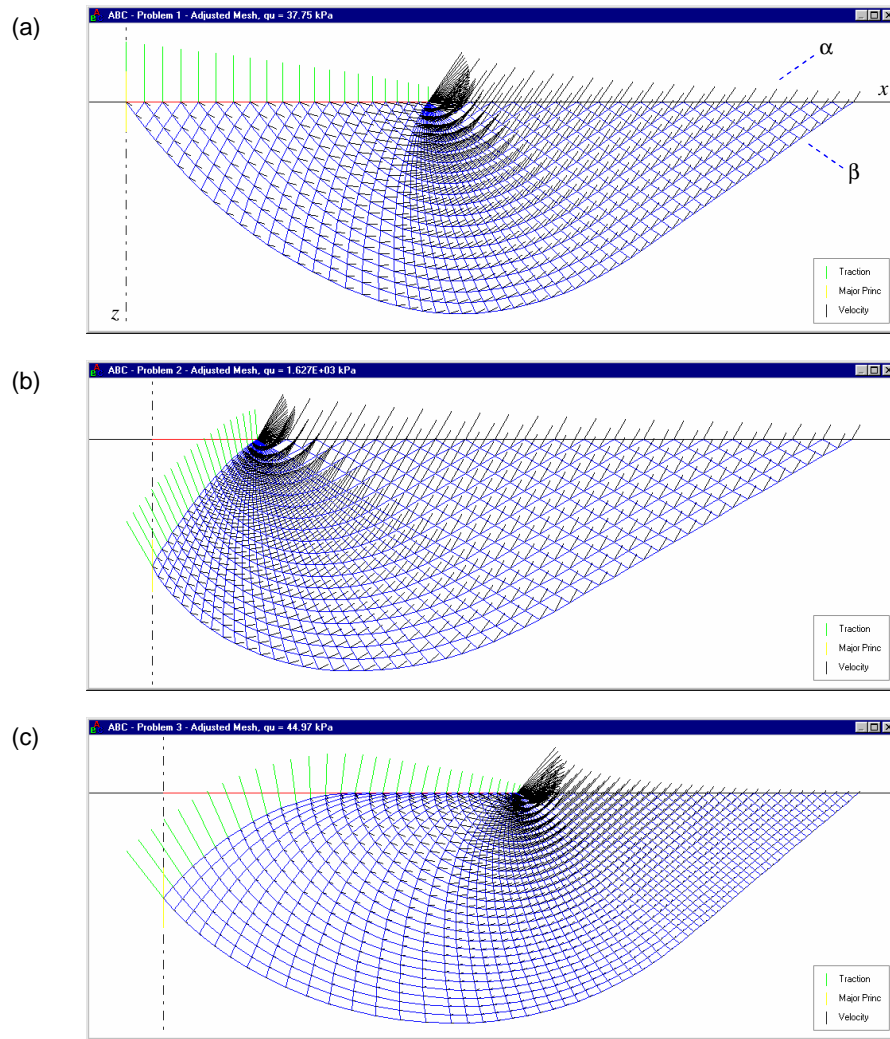 (a)
ABC - Problem 1 - Adjusted Mesh, qu = 37.75 kPa
α
x
β
z
Traction
Major Princ
Velocity
(b)
ABC - Problem 2 - Adjusted Mesh, qu = 1.627E+03 kPa
Traction
Major Princ
Velocity
(c)
ABC - Problem 3 - Adjusted Mesh, qu = 44.97 kPa
Traction
Major Princ
Velocity